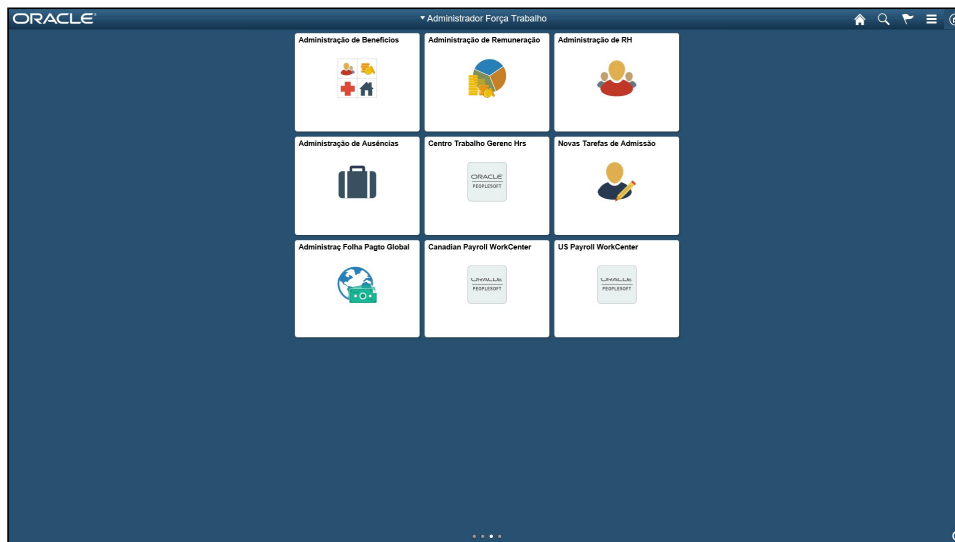 ORACLE
Administrador Força Trabalho
Administração de Benefícios
Administração de Remuneração
Administração de RH
Administração de Ausências
Centro Trabalho Gerenc Hrs
ORACLE
PEOPLESOFT
Novas Tarefas de Admissão
Administraç Folha Pagto Global
Canadian Payroll WorkCenter
ORACLE
PEOPLESOFT
US Payroll WorkCenter
ORACLE
PEOPLESOFT